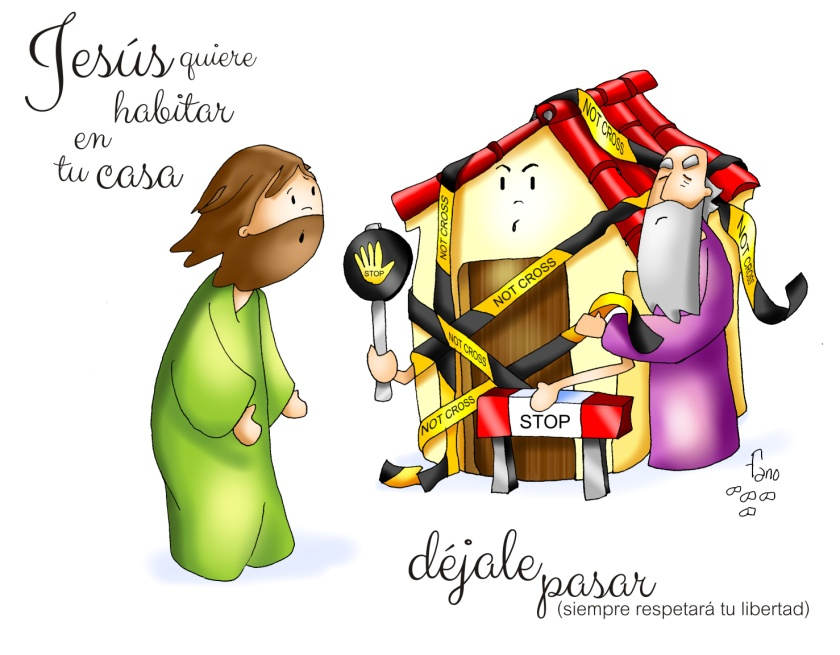 Jesús quiere
habitar
en
tu casa
NOT CROSS
NOT CROSS
NOT CROSS
NOT CROSS
NOT CROSS
NOT CROSS
STOP
STOP
fano
déjale
pasar
(siempre respetará tu libertad)